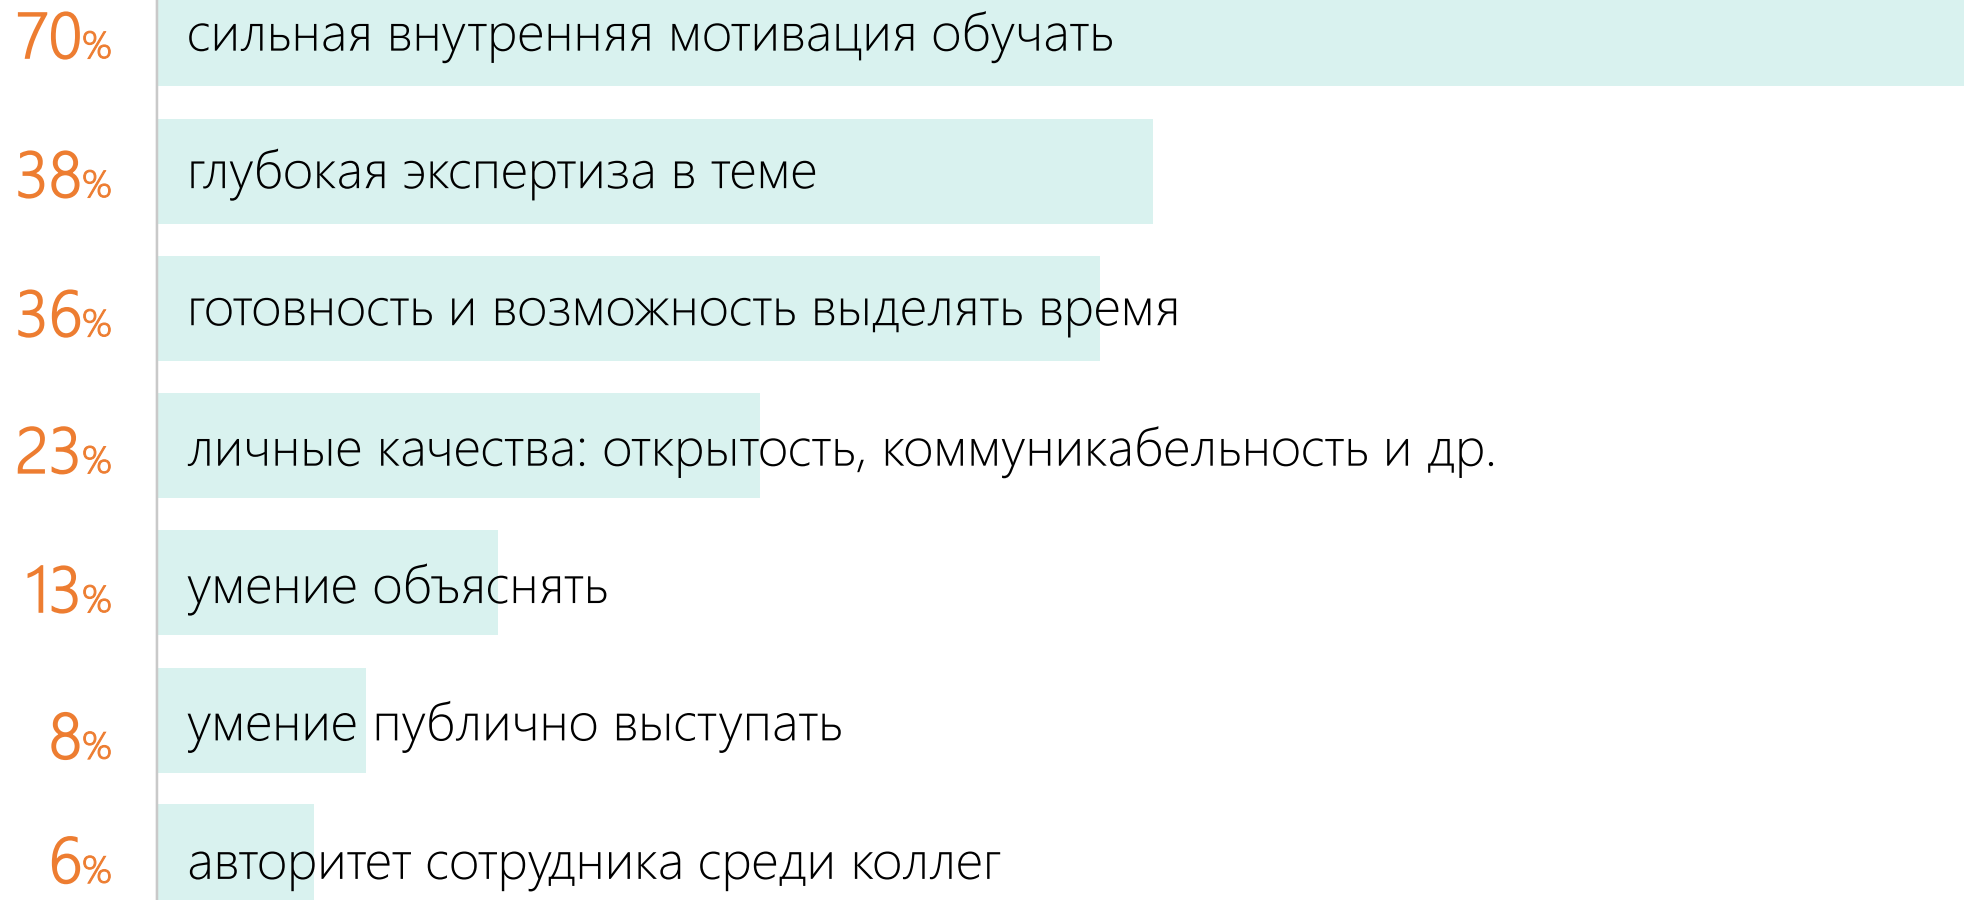 70% сильная внутренняя мотивация обучать
38% глубокая экспертиза в теме
36% готовность и возможность выделять время
23% личные качества: открытость, коммуникабельность и др.
13% умение объяснять
8% умение публично выступать
6% авторитет сотрудника среди коллег